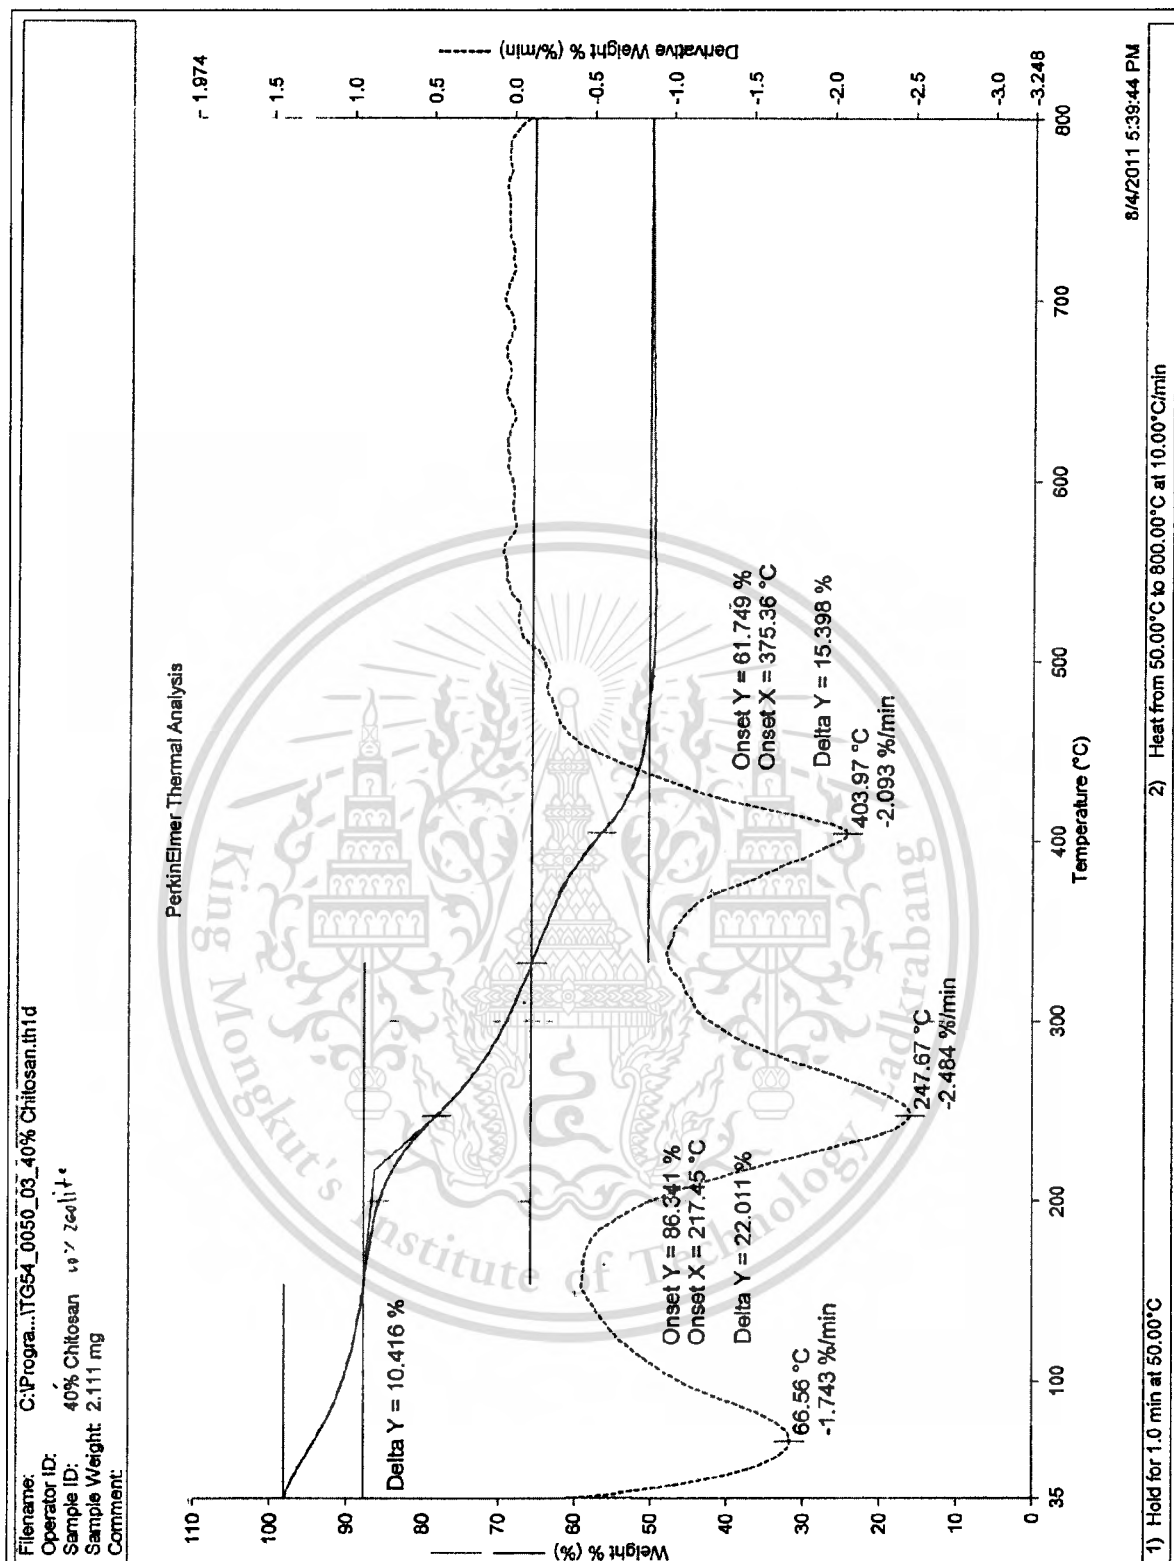 Filename: C:\Progra...\TG54_0050_03_40% Chitosan.th1d
Operator ID:
Sample ID: 40% Chitosan zeolite
Sample Weight: 2.111 mg
Comment:
PerkinElmer Thermal Analysis
110
100
90
80
70
60
50
40
30
20
10
0
Weight % (%)
1.974
1.5
1.0
0.5
0.0
-0.5
-1.0
-1.5
-2.0
-2.5
-3.0
-3.248
Derivative Weight % (%/min)
Delta Y = 10.416 %
66.56 °C
-1.743 %/min
Onset Y = 86.341 %
Onset X = 217.45 °C
Delta Y = 22.011 %
247.67 °C
-2.484 %/min
Onset Y = 61.749 %
Onset X = 375.36 °C
Delta Y = 15.398 %
403.97 °C
-2.093 %/min
35
100
200
300
400
500
600
700
800
Temperature (°C)
King Mongkut's Institute of Technology Ladkrabang
8/4/2011 5:39:44 PM
1) Hold for 1.0 min at 50.00°C
2) Heat from 50.00°C to 800.00°C at 10.00°C/min